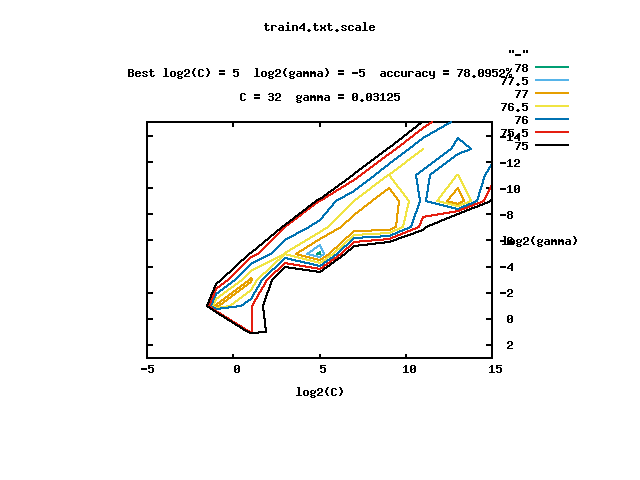 train4.txt.scale
"-"
Best log2(C) = 5  log2(gamma) = -5  accuracy = 78.0952%
78
77.5
77
76.5
76
75.5
75
C = 32  gamma = 0.03125
-14
-12
-10
-8
-6
log2(gamma)
-4
-2
0
2
-5 0 5 10 15
log2(C)